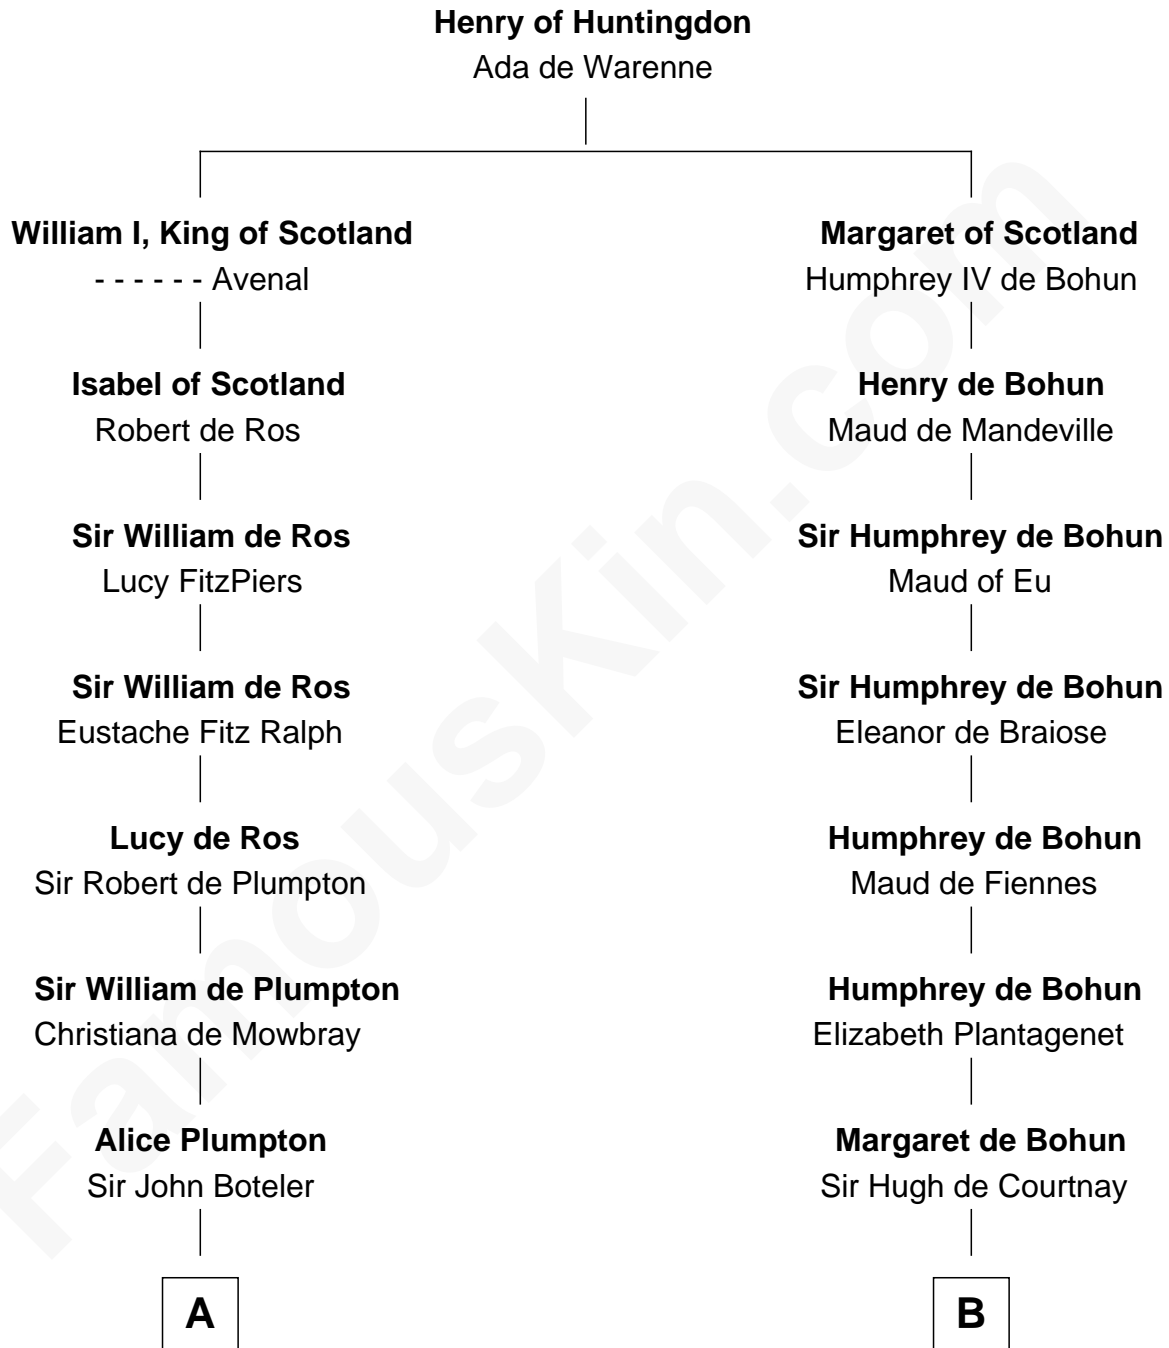 Henry of Huntingdon
Ada de Warenne
William I, King of Scotland
- - - - - - Avenal
Isabel of Scotland
Robert de Ros
Sir William de Ros
Lucy FitzPiers
Sir William de Ros
Eustache Fitz Ralph
Lucy de Ros
Sir Robert de Plumpton
Sir William de Plumpton
Christiana de Mowbray
Alice Plumpton
Sir John Boteler
A
Margaret of Scotland
Humphrey IV de Bohun
Henry de Bohun
Maud de Mandeville
Sir Humphrey de Bohun
Maud of Eu
Sir Humphrey de Bohun
Eleanor de Braiose
Humphrey de Bohun
Maud de Fiennes
Humphrey de Bohun
Elizabeth Plantagenet
Margaret de Bohun
Sir Hugh de Courtnay
B
FamousKin.com